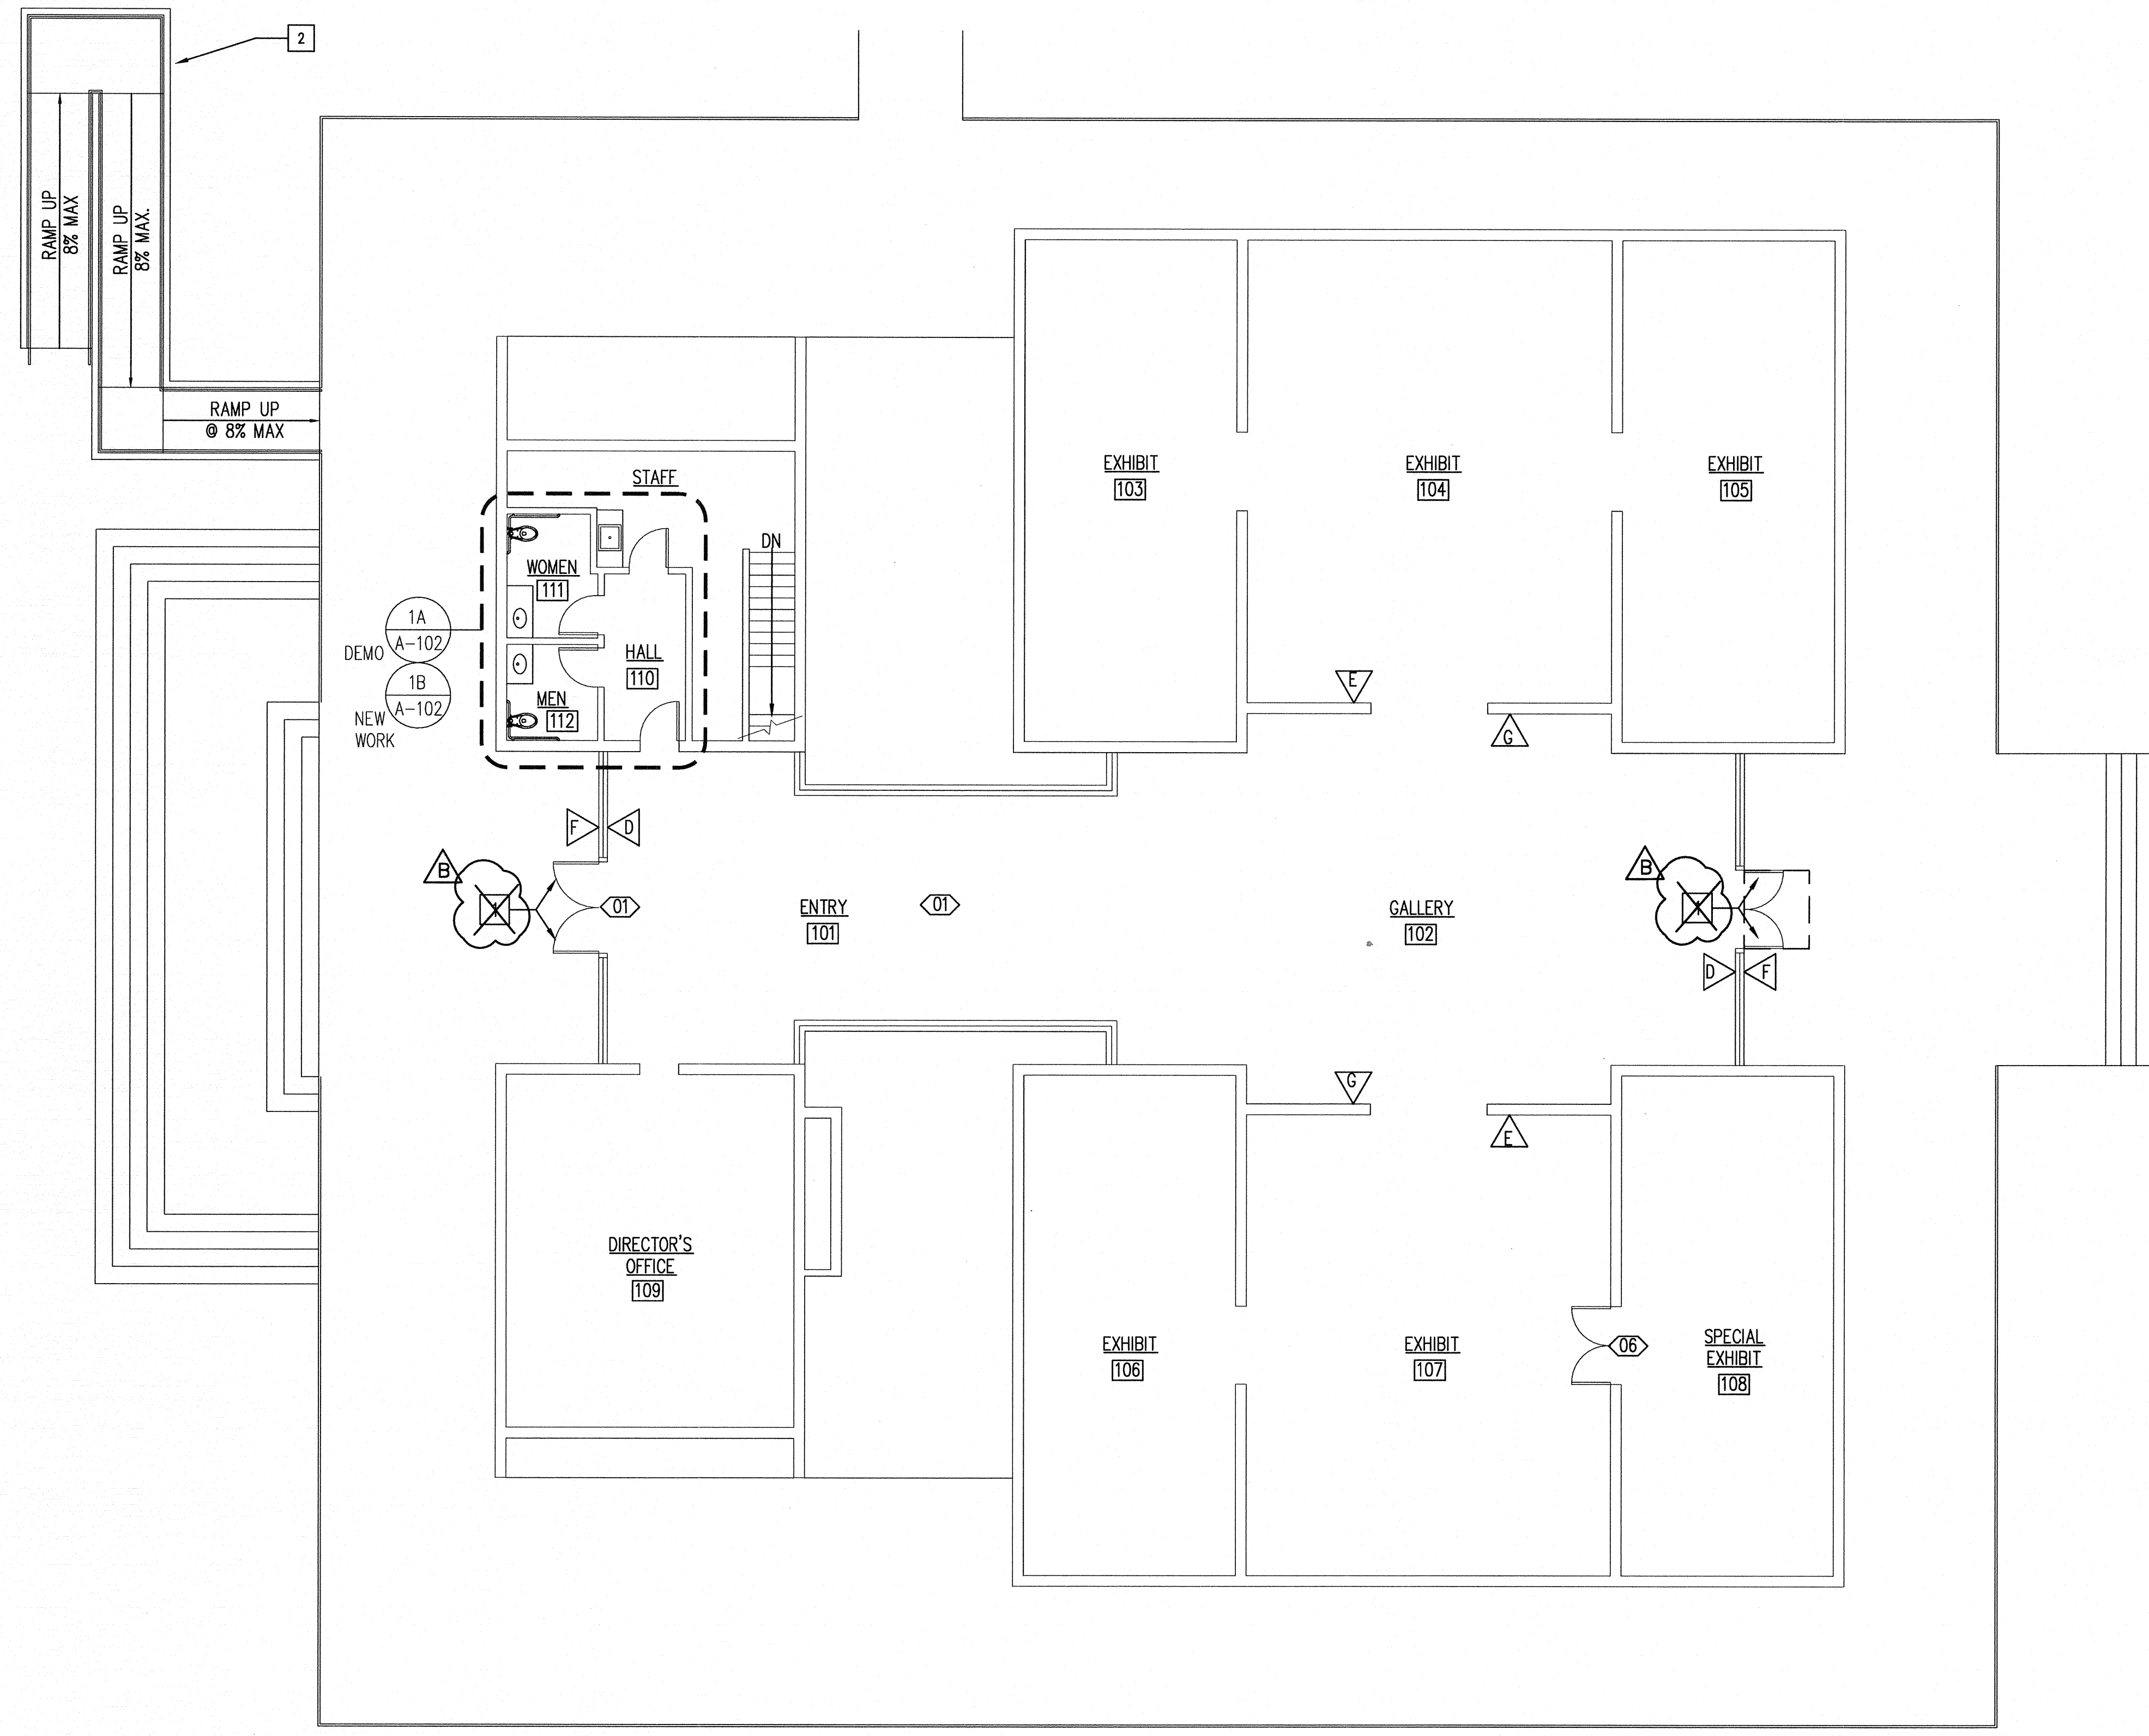 2
RAMP UP
8% MAX
RAMP UP
8% MAX.
RAMP UP
@ 8% MAX
EXHIBIT
103
EXHIBIT
104
EXHIBIT
105
STAFF
DN
WOMEN
111
1A
A-102
DEMO
HALL
110
1B
A-102
NEW
WORK
MEN
112
E
G
F
D
B
1
01
ENTRY
101
01
GALLERY
102
B
1
D
F
G
E
DIRECTOR'S
OFFICE
109
EXHIBIT
106
EXHIBIT
107
06
SPECIAL
EXHIBIT
108